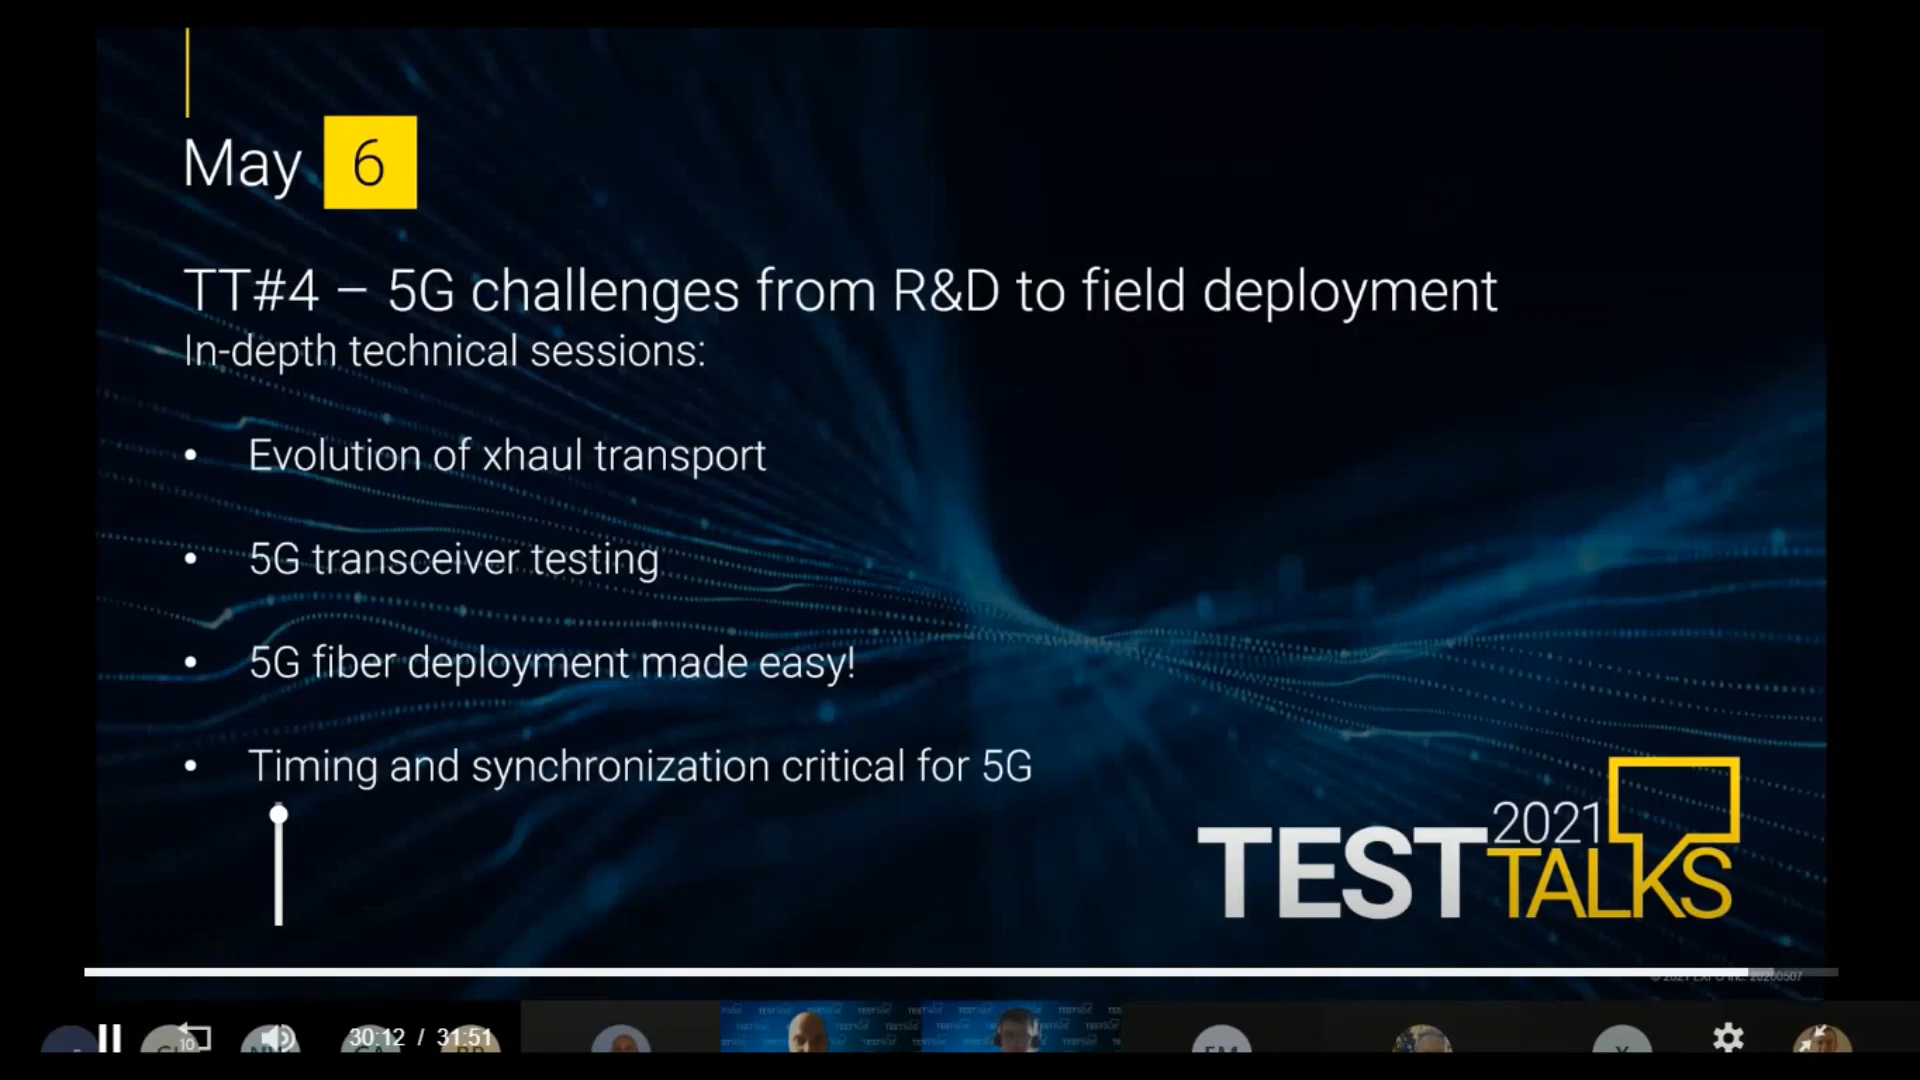 May 6
TT#4 – 5G challenges from R&D to field deployment
In-depth technical sessions:
• Evolution of xhaul transport
• 5G transceiver testing
• 5G fiber deployment made easy!
• Timing and synchronization critical for 5G
2021
TEST TALKS
10
30:12 / 31:51